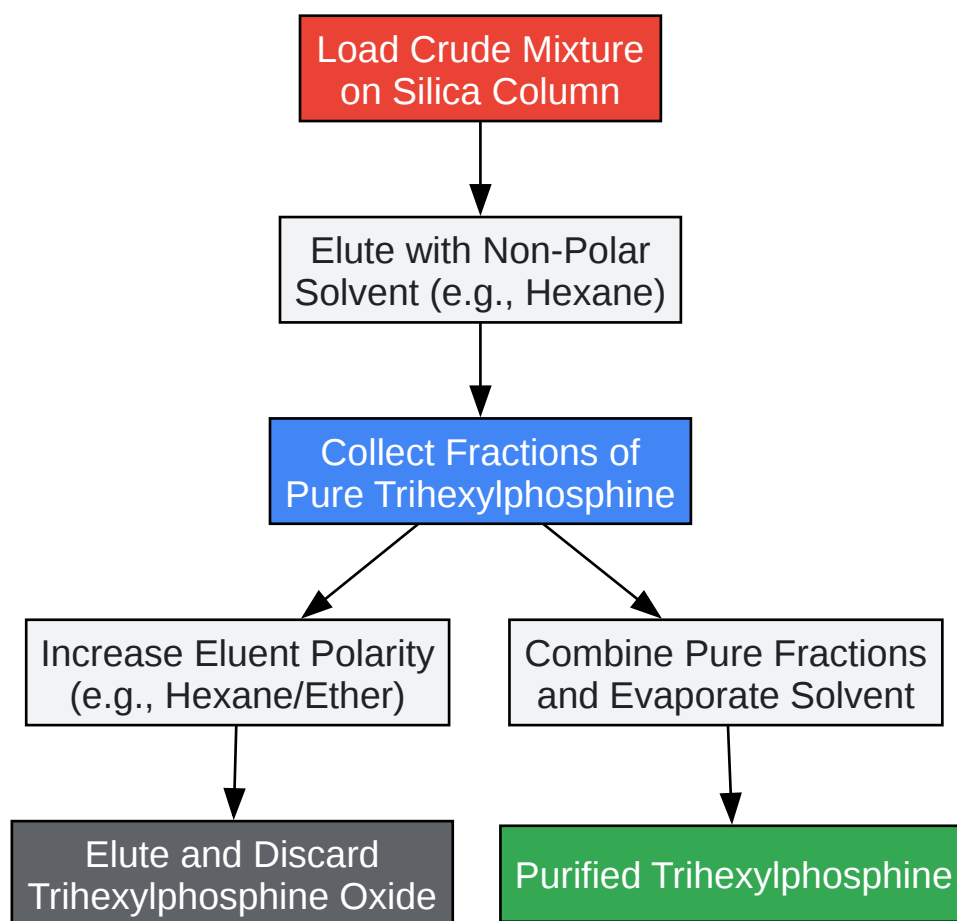 Load Crude Mixture
on Silica Column
Elute with Non-Polar
Solvent (e.g., Hexane)
Collect Fractions of
Pure Trihexylphosphine
Increase Eluent Polarity
(e.g., Hexane/Ether)
Combine Pure Fractions
and Evaporate Solvent
Elute and Discard
Trihexylphosphine Oxide
Purified Trihexylphosphine